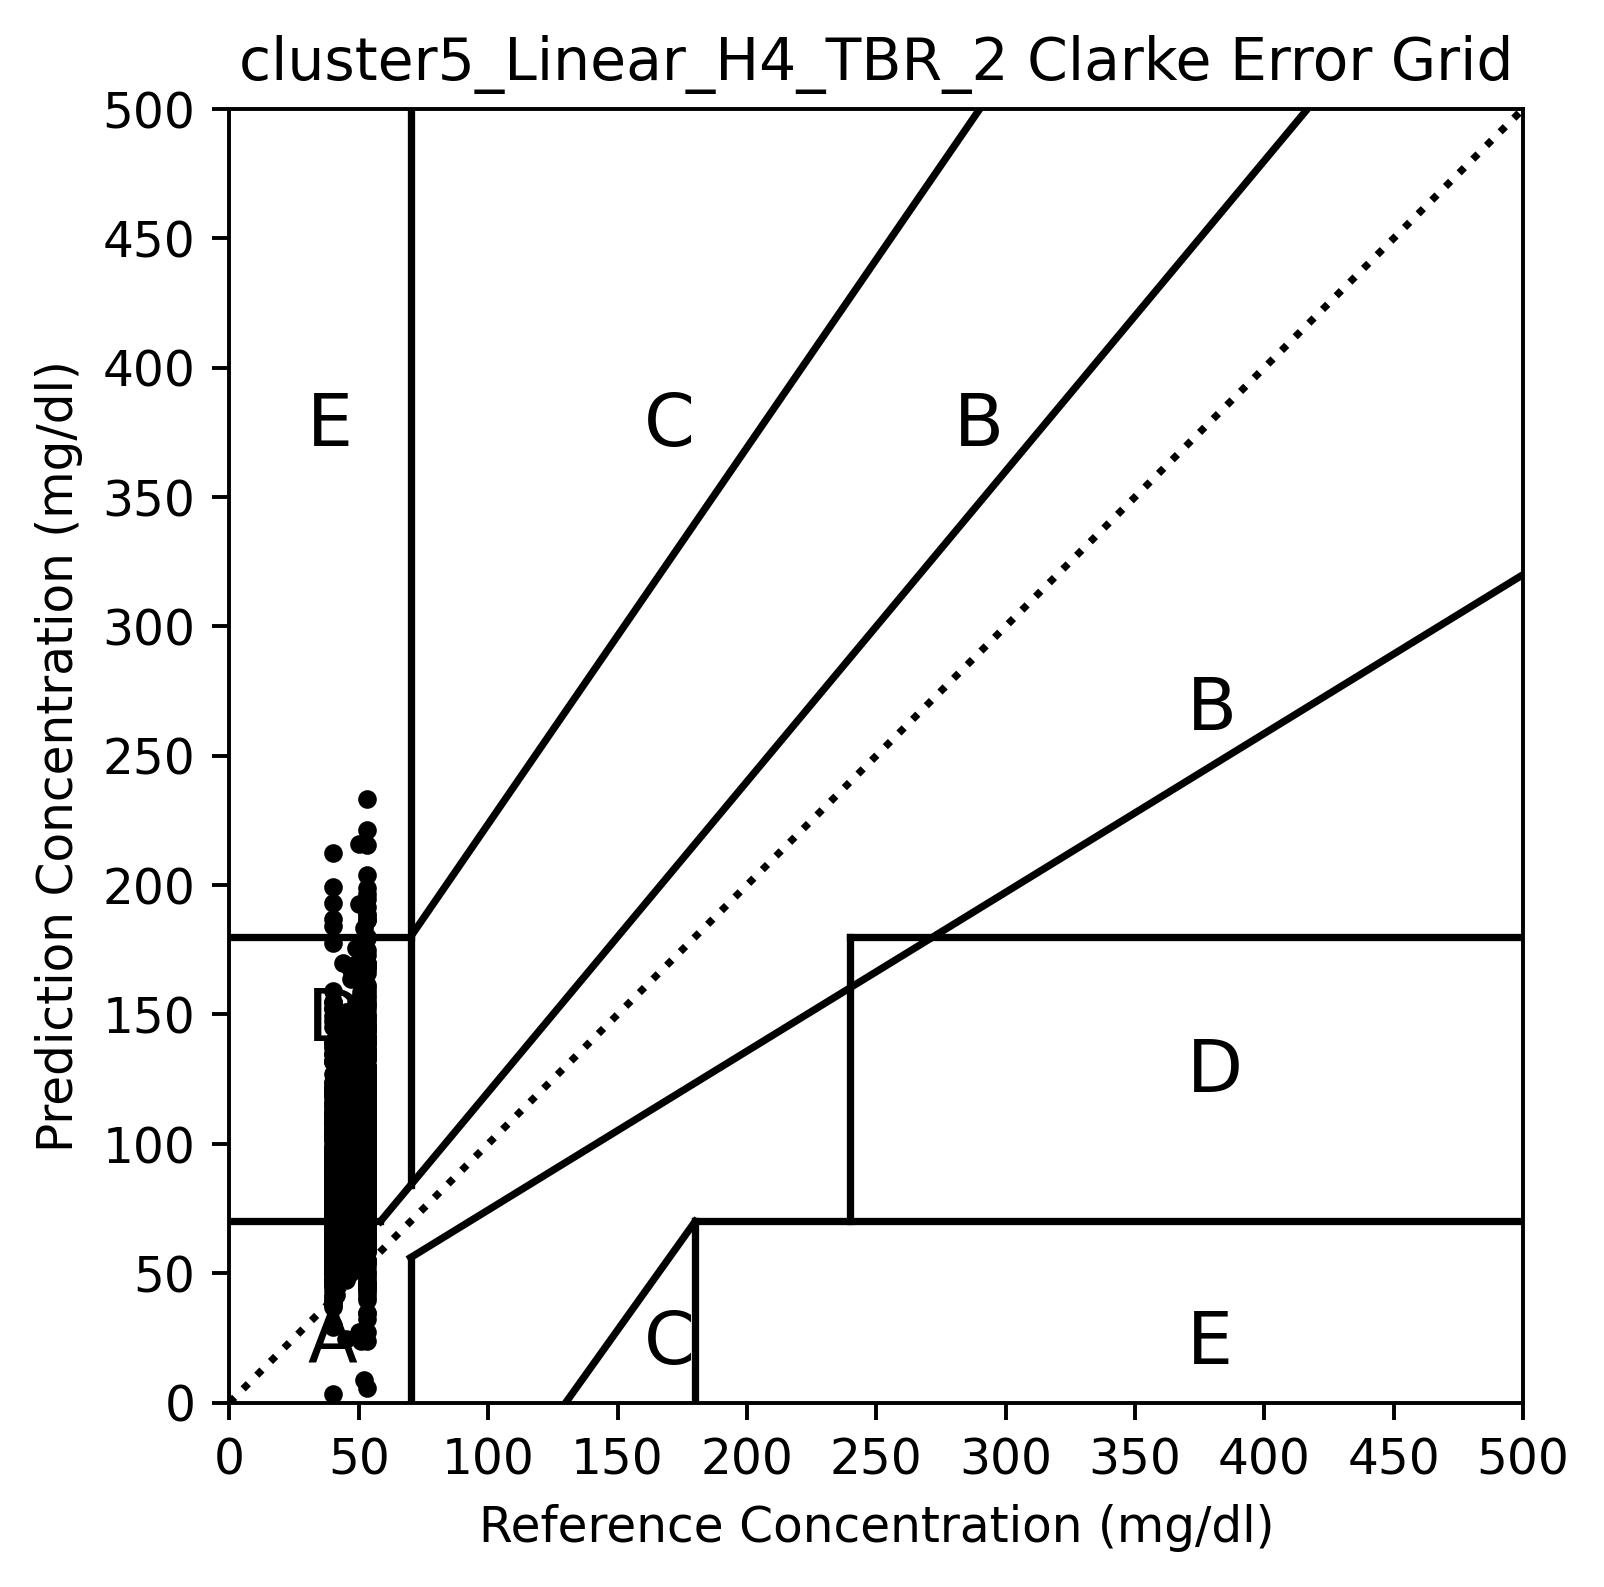 cluster5_Linear_H4_TBR_2 Clarke Error Grid
500
450
400
350
300
250
200
150
100
50
0
Prediction Concentration (mg/dl)
E
C
B
B
D
D
A
C
E
0 50 100 150 200 250 300 350 400 450 500
Reference Concentration (mg/dl)